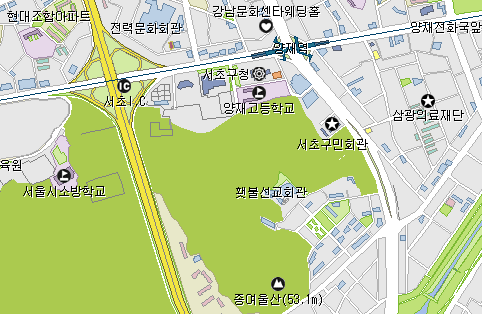 강남문화센타웨딩홀
현대조합아파트
전력문화회관
양재전화국앞
양재역
서초구청
서초I.C
양재고등학교
삼광의료재단
서초구민회관
육원
서울시소방학교
횃불선교회관
증며울산(53.1m)